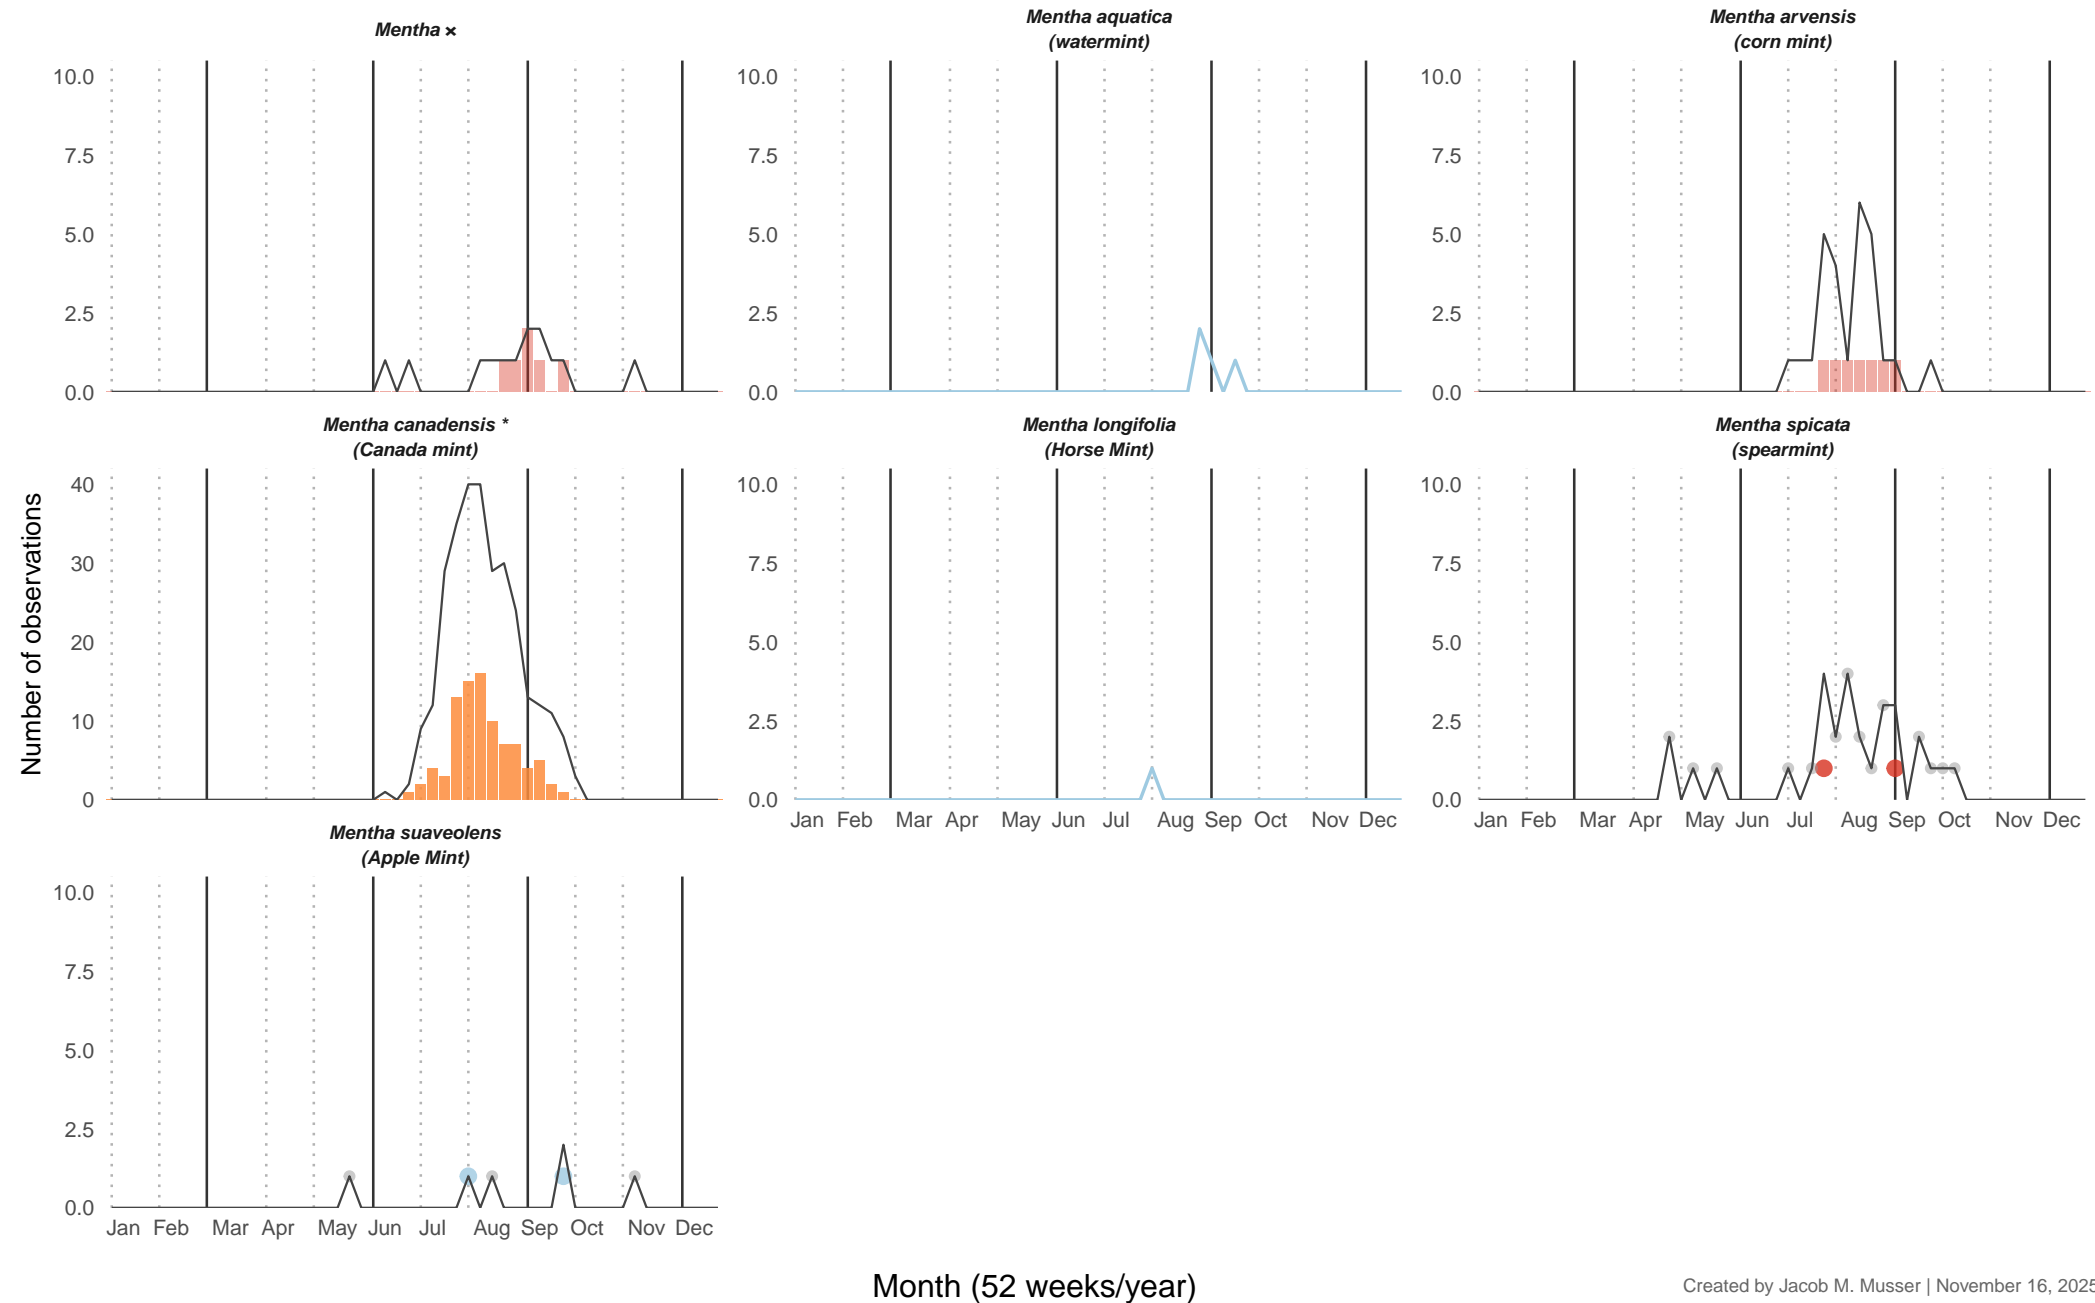 Mentha ×
Mentha aquatica
(watermint)
Mentha arvensis
(corn mint)
10.0
7.5
5.0
2.5
0.0
10.0
7.5
5.0
2.5
0.0
10.0
7.5
5.0
2.5
0.0
Mentha canadensis *
(Canada mint)
Mentha longifolia
(Horse Mint)
Mentha spicata
(spearmint)
Number of observations
40
30
20
10
0
10.0
7.5
5.0
2.5
0.0
10.0
7.5
5.0
2.5
0.0
Jan Feb Mar Apr May Jun Jul Aug Sep Oct Nov Dec
Jan Feb Mar Apr May Jun Jul Aug Sep Oct Nov Dec
Mentha suaveolens
(Apple Mint)
10.0
7.5
5.0
2.5
0.0
Jan Feb Mar Apr May Jun Jul Aug Sep Oct Nov Dec
Month (52 weeks/year)
Created by Jacob M. Musser | November 16, 2025